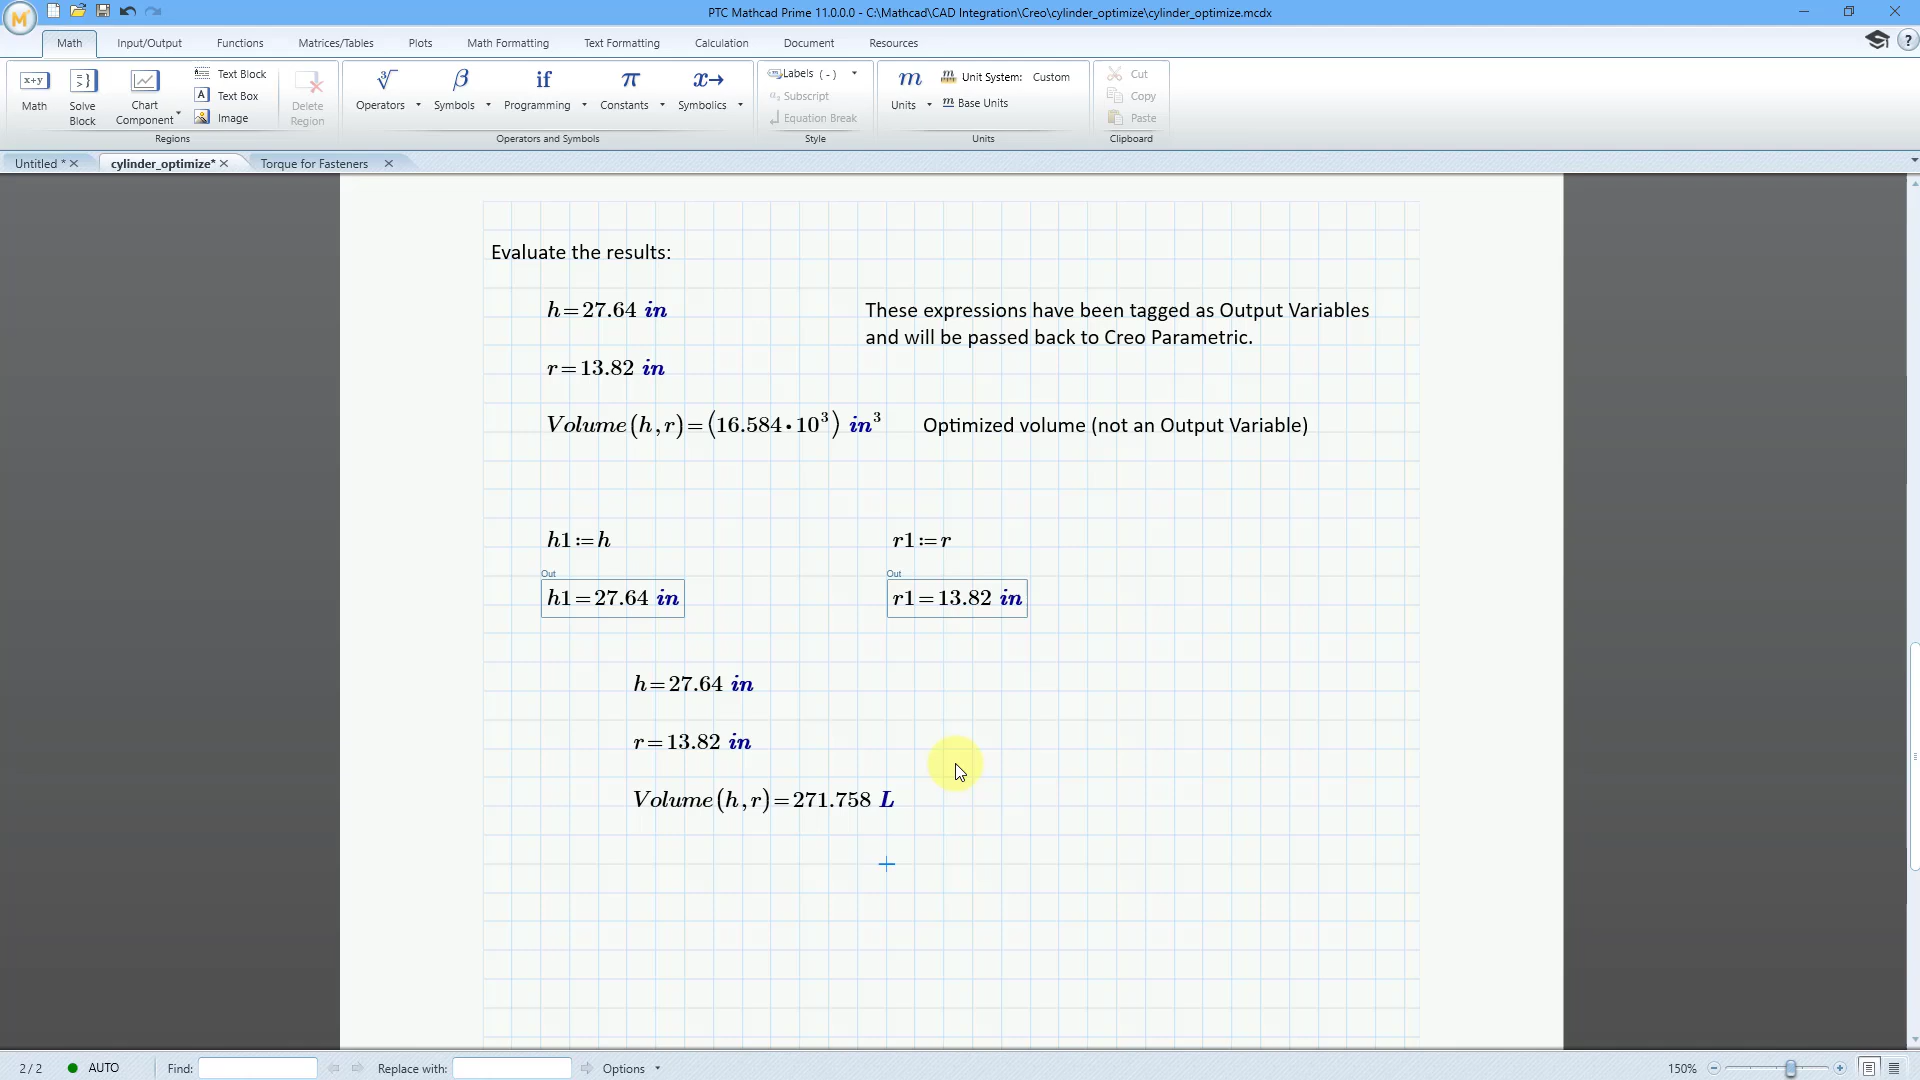 M
PTC Mathcad Prime 11.0.0.0 - C:\Mathcad\CAD Integration\Creo\cylinder_optimize\cylinder_optimize.mcdx
Math Input/Output Functions Matrices/Tables Plots Math Formatting Text Formatting Calculation Document Resources ?
x+y Math
Solve Block
Chart Component
Text Block
Text Box
Image
Delete Region
Regions
Operators
β Symbols
if Programming
π Constants
x→ Symbolics
Operators and Symbols
Labels ( - )
Subscript
Equation Break
Style
m Units
Unit System: Custom
Base Units
Units
Cut
Copy
Paste
Clipboard
Untitled * cylinder_optimize* Torque for Fasteners
Evaluate the results:
h=27.64 in
These expressions have been tagged as Output Variables
and will be passed back to Creo Parametric.
r=13.82 in
Volume(h,r)=(16.584•10³) in³ Optimized volume (not an Output Variable)
h1:=h r1:=r
Out Out
h1=27.64 in r1=13.82 in
h=27.64 in
r=13.82 in
Volume(h,r)=271.758 L
2/2 AUTO Find: Replace with: Options 150%